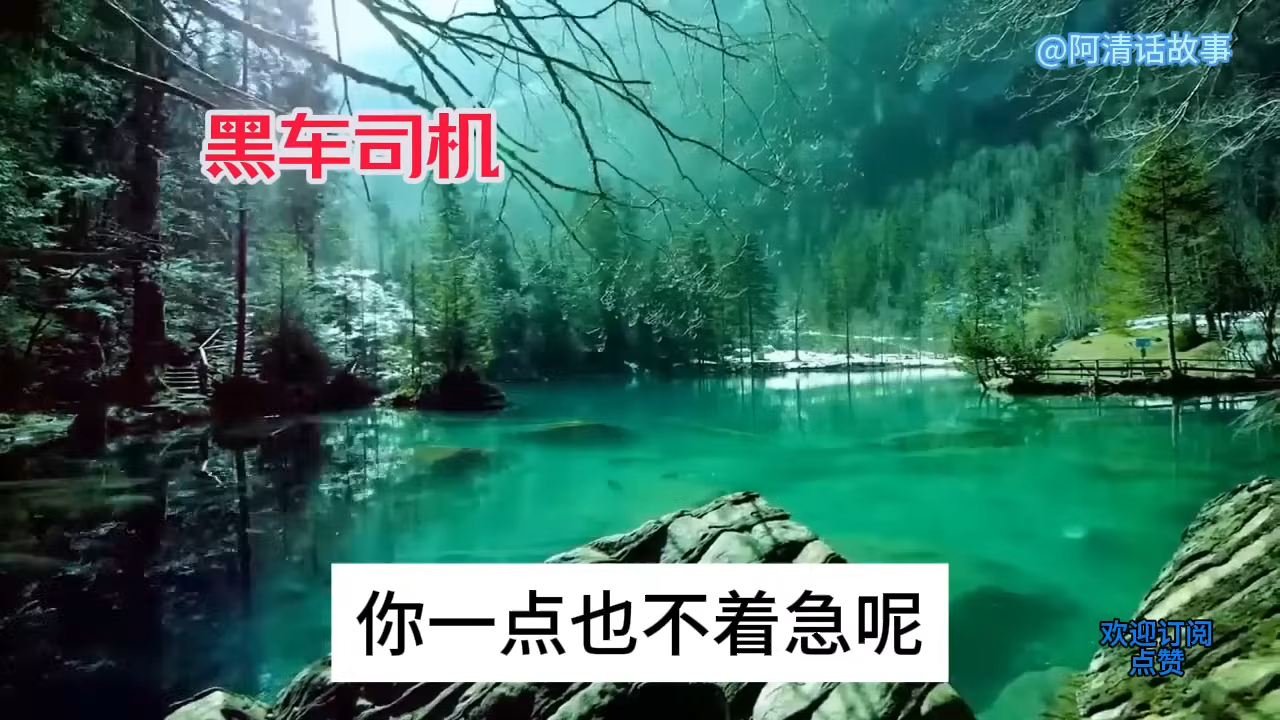 @阿清话故事
黑车司机
你一点也不着急呢
欢迎订阅
点赞